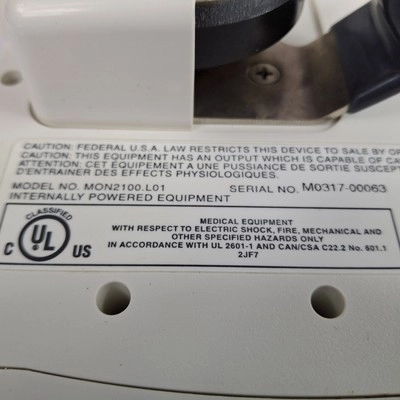 CAUTION: FEDERAL U.S.A. LAW RESTRICTS THIS DEVICE TO SALE BY OR
CAUTION: THIS EQUIPMENT HAS AN OUTPUT WHICH IS CAPABLE OF CA
ATTENTION: CET ÉQUIPEMENT A UNE PUISSANCE DE SORTIE SUSCEPT
D'ENTRAINER DES EFFECTS PHYSIOLOGIQUES.
MODEL NO. MON2100.L01 SERIAL NO. M0317-00063
INTERNALLY POWERED EQUIPMENT
CLASSIFIED
C UL US
MEDICAL EQUIPMENT
WITH RESPECT TO ELECTRIC SHOCK, FIRE, MECHANICAL AND
OTHER SPECIFIED HAZARDS ONLY
IN ACCORDANCE WITH UL 2601-1 AND CAN/CSA C22.2 No. 601.1
2JF7